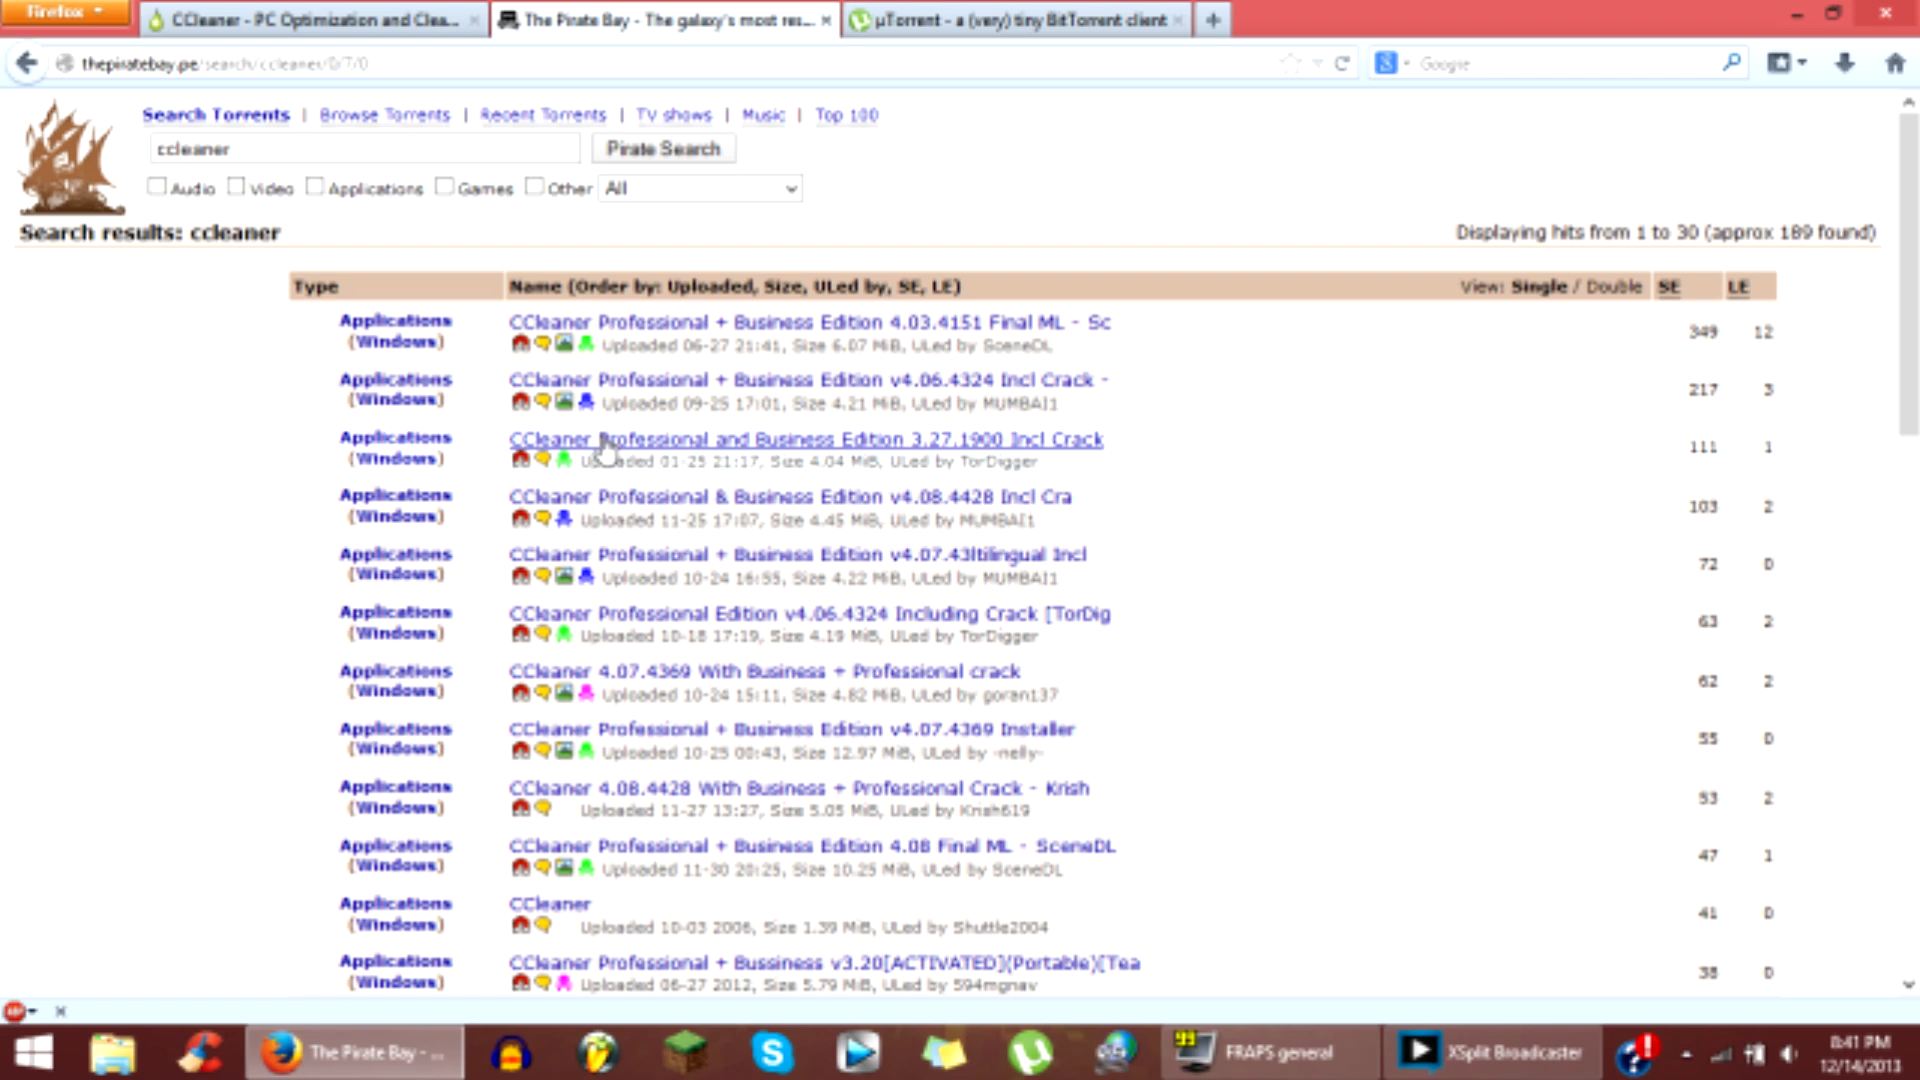 Firefox
CCleaner - PC Optimization and Clea...
The Pirate Bay - The galaxy's most res...
µTorrent - a (very) tiny BitTorrent client
thepiratebay.pe/search/ccleaner/0/7/0
Google
Search Torrents | Browse Torrents | Recent Torrents | TV shows | Music | Top 100
ccleaner
Pirate Search
Audio Video Applications Games Other All
Search results: ccleaner
Displaying hits from 1 to 30 (approx 189 found)
Type Name (Order by: Uploaded, Size, ULed by, SE, LE) View: Single / Double SE LE
Applications CCleaner Professional + Business Edition 4.03.4151 Final ML - Sc 349 12
(Windows) Uploaded 06-27 21:41, Size 6.07 MiB, ULed by SceneDL
Applications CCleaner Professional + Business Edition v4.06.4324 Incl Crack - 217 3
(Windows) Uploaded 09-25 17:01, Size 4.21 MiB, ULed by MUMBAI1
Applications CCleaner Professional and Business Edition 3.27.1900 Incl Crack 111 1
(Windows) Uploaded 01-25 21:17, Size 4.04 MiB, ULed by TorDigger
Applications CCleaner Professional & Business Edition v4.08.4428 Incl Cra 103 2
(Windows) Uploaded 11-25 17:07, Size 4.45 MiB, ULed by MUMBAI1
Applications CCleaner Professional + Business Edition v4.07.43ltilingual Incl 72 0
(Windows) Uploaded 10-24 16:55, Size 4.22 MiB, ULed by MUMBAI1
Applications CCleaner Professional Edition v4.06.4324 Including Crack [TorDig 63 2
(Windows) Uploaded 10-18 17:19, Size 4.19 MiB, ULed by TorDigger
Applications CCleaner 4.07.4369 With Business + Professional crack 62 2
(Windows) Uploaded 10-24 15:11, Size 4.82 MiB, ULed by goran137
Applications CCleaner Professional + Business Edition v4.07.4369 Installer 55 0
(Windows) Uploaded 10-25 00:43, Size 12.97 MiB, ULed by -nelly-
Applications CCleaner 4.08.4428 With Business + Professional Crack - Krish 53 2
(Windows) Uploaded 11-27 13:27, Size 5.05 MiB, ULed by Krish619
Applications CCleaner Professional + Business Edition 4.08 Final ML - SceneDL 47 1
(Windows) Uploaded 11-30 20:25, Size 10.25 MiB, ULed by SceneDL
Applications CCleaner 41 0
(Windows) Uploaded 10-03 2006, Size 1.39 MiB, ULed by Shuttle2004
Applications CCleaner Professional + Bussiness v3.20[ACTIVATED](Portable)[Tea 38 0
(Windows) Uploaded 06-27 2012, Size 5.79 MiB, ULed by 594mgnav
The Pirate Bay - ...
99
FRAPS general
XSplit Broadcaster
8:41 PM
12/14/2013